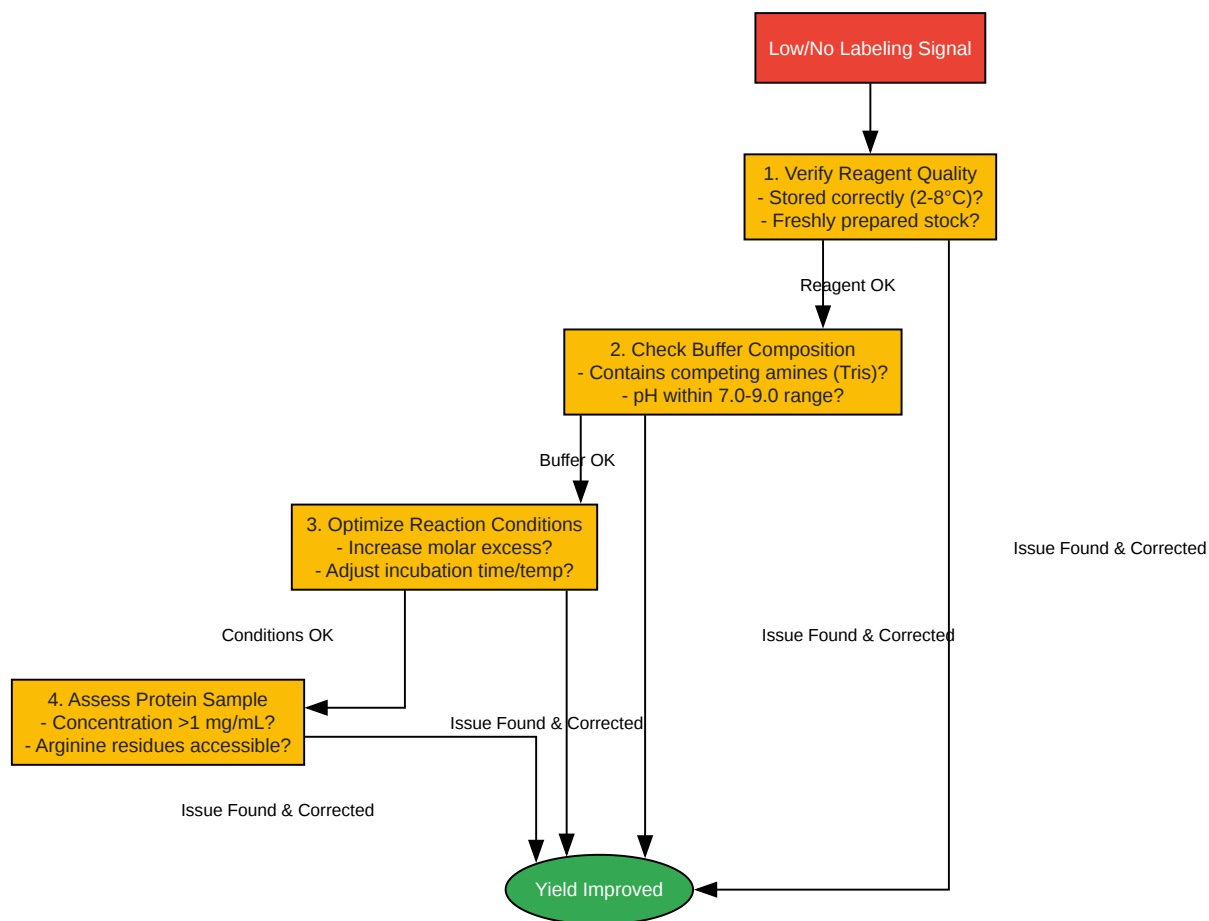 Low/No Labeling Signal
1. Verify Reagent Quality
- Stored correctly (2-8°C)?
- Freshly prepared stock?
Reagent OK
2. Check Buffer Composition
- Contains competing amines (Tris)?
- pH within 7.0-9.0 range?
Buffer OK
3. Optimize Reaction Conditions
- Increase molar excess?
- Adjust incubation time/temp?
Issue Found & Corrected
Conditions OK
Issue Found & Corrected
4. Assess Protein Sample
- Concentration >1 mg/mL?
- Arginine residues accessible?
Issue Found & Corrected
Issue Found & Corrected
Yield Improved